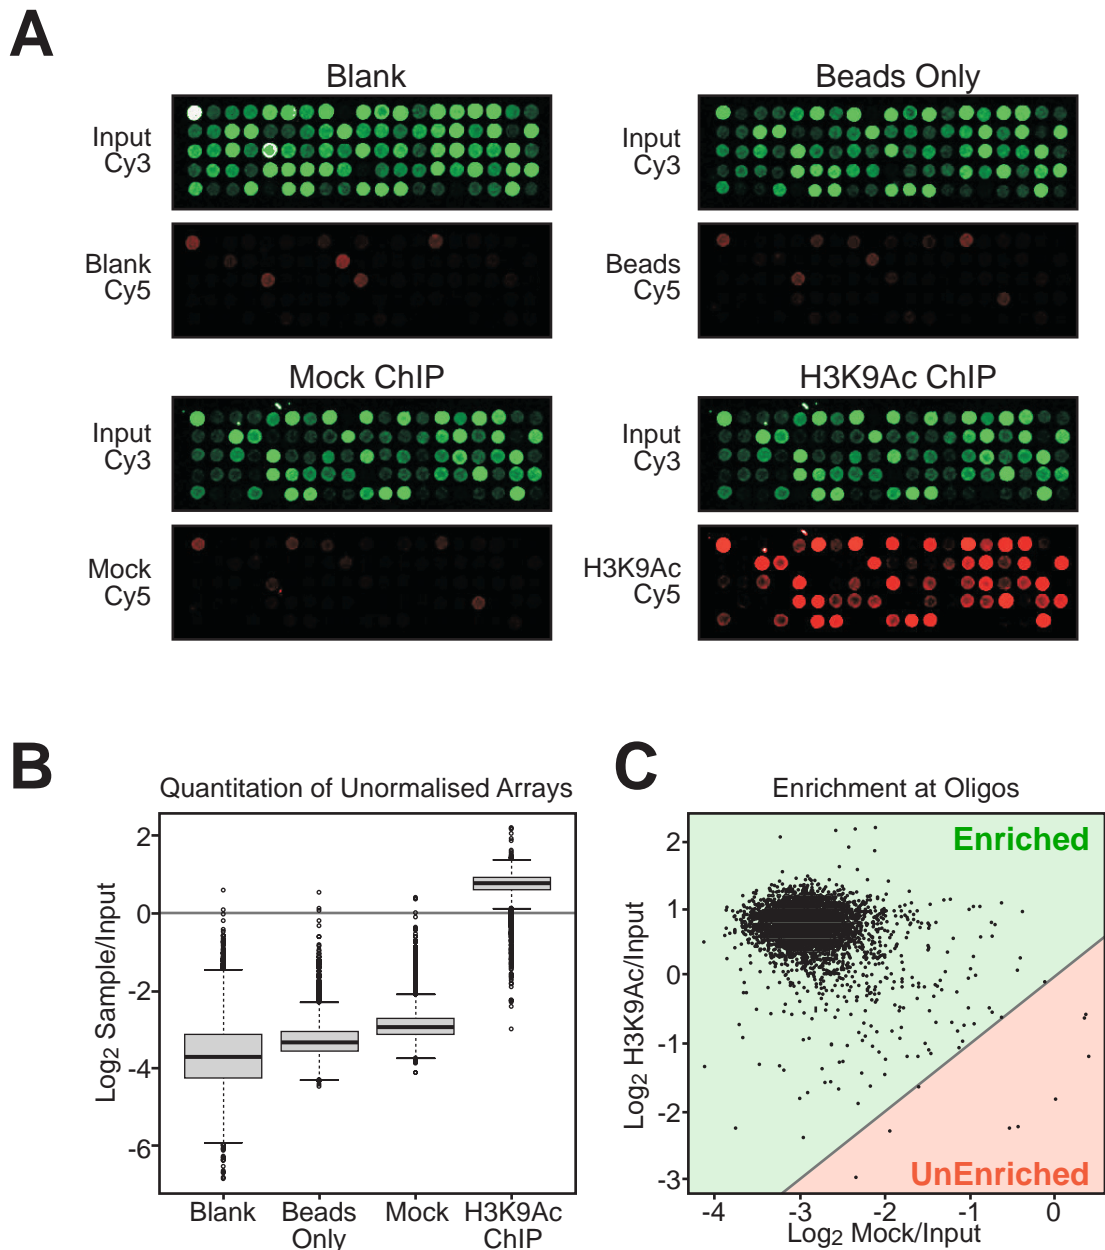 A
Blank
Input
Cy3
Blank
Cy5
Beads Only
Input
Cy3
Beads
Cy5
Mock ChIP
Input
Cy3
Mock
Cy5
H3K9Ac ChIP
Input
Cy3
H3K9Ac
Cy5
B
Quantitation of Unormalised Arrays
Log2 Sample/Input
2
0
-2
-4
-6
Blank
Beads
Only
Mock
H3K9Ac
ChIP
C
Enrichment at Oligos
Enriched
UnEnriched
Log2 H3K9Ac/Input
2
1
0
-1
-2
-3
-4
-3
-2
-1
0
Log2 Mock/Input